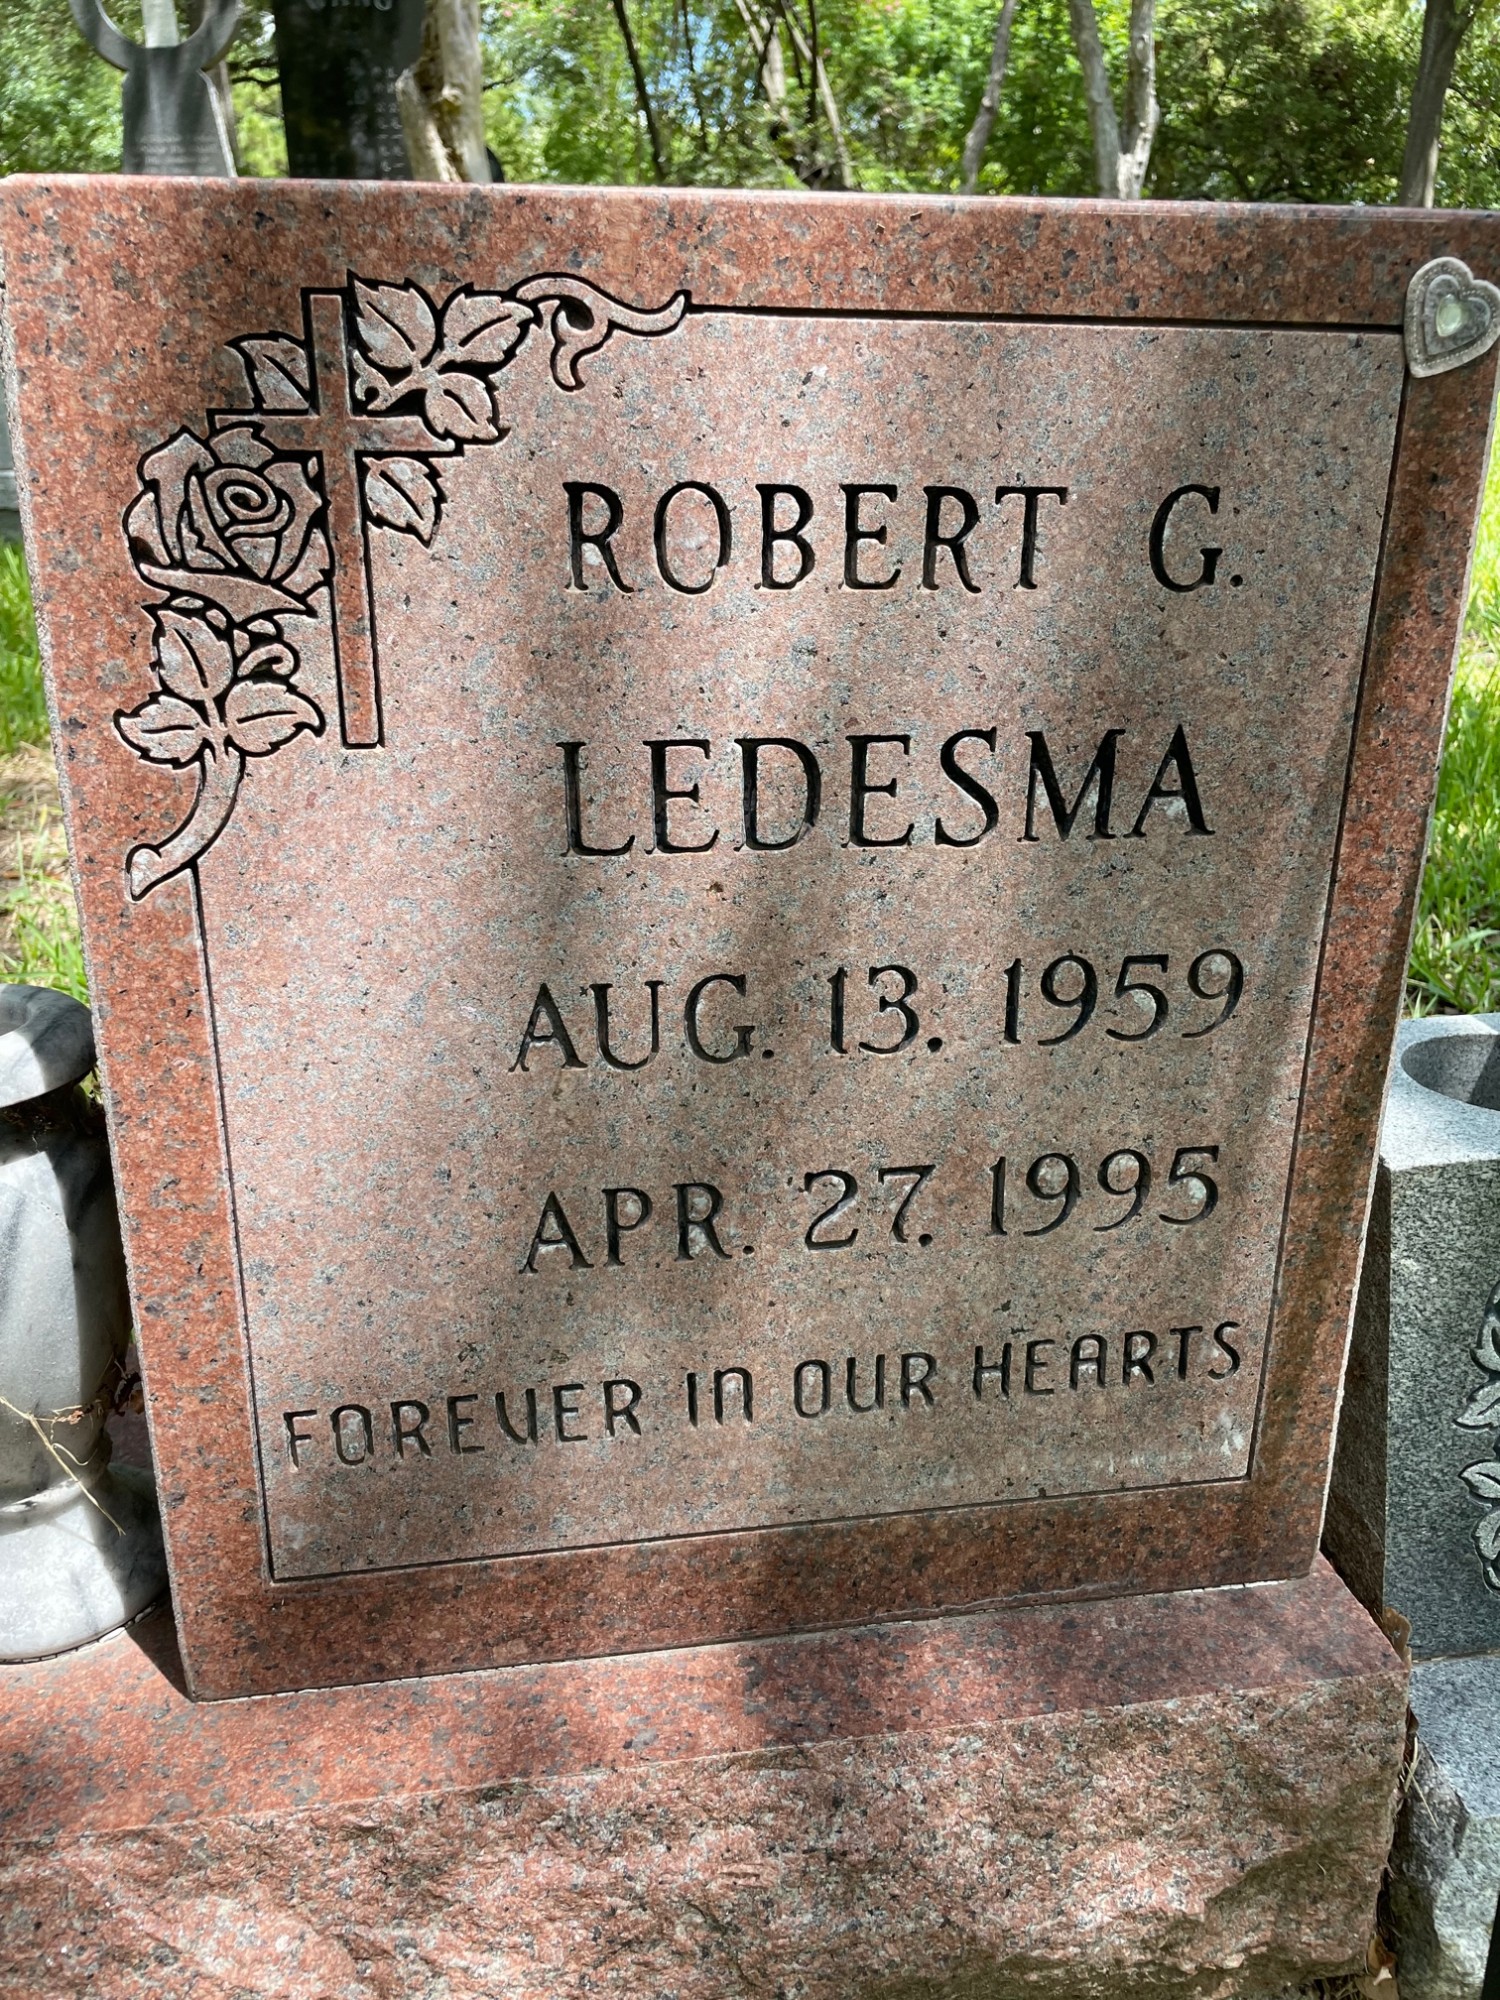 ROBERT G.
LEDESMA
AUG. 13. 1959
APR. 27. 1995
FOREVER IN OUR HEARTS